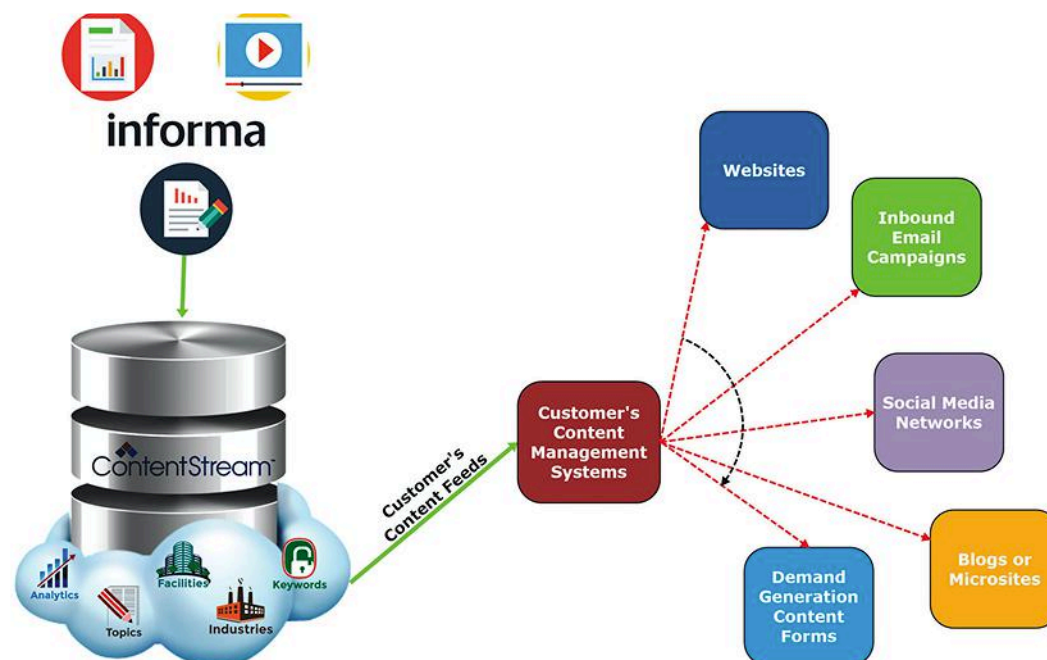 informa
ContentStream™
Analytics
Topics
Facilities
Industries
Keywords
Customer's
Content Feeds
Customer's
Content
Management
Systems
Websites
Inbound
Email
Campaigns
Social Media
Networks
Blogs or
Microsites
Demand
Generation
Content
Forms